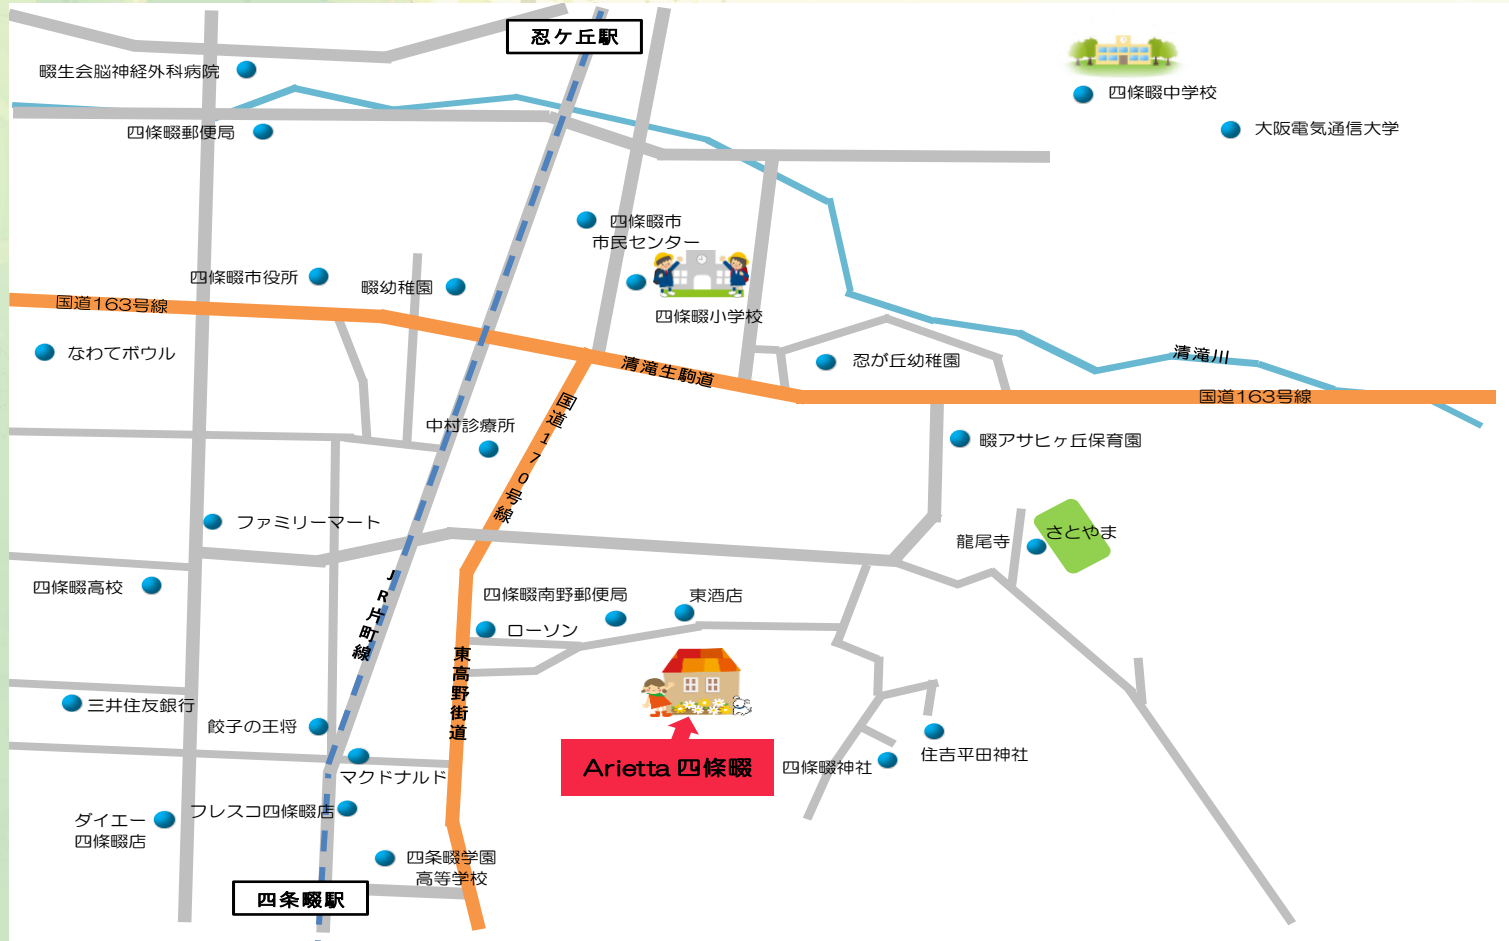 忍ケ丘駅
畷生会脳神経外科病院
四條畷中学校
四條畷郵便局
大阪電気通信大学
四條畷市
市民センター
四條畷市役所
畷幼稚園
国道163号線
四條畷小学校
なわてボウル
清滝生駒道
忍が丘幼稚園
清滝川
国道163号線
国道170号線
中村診療所
畷アサヒヶ丘保育園
ファミリーマート
龍尾寺
さとやま
JR片町線
四條畷高校
四條畷南野郵便局
東酒店
ローソン
東高野街道
三井住友銀行
餃子の王将
マクドナルド
Arietta 四條畷
四條畷神社
住吉平田神社
ダイエー
四條畷店
フレスコ四條畷店
四条畷学園
高等学校
四条畷駅